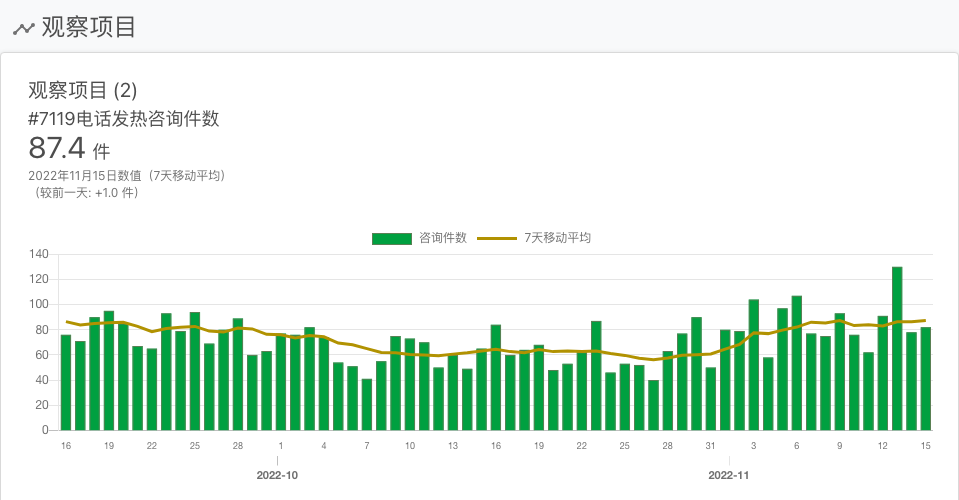 观察项目
观察项目 (2)
#7119电话发热咨询件数
87.4 件
2022年11月15日数值（7天移动平均）
（较前一天: +1.0 件）
咨询件数 7天移动平均
140
120
100
80
60
40
20
0
16 19 22 25 28 1 4 7 10 13 16 19 22 25 28 31 3 6 9 12 15
2022-10 2022-11